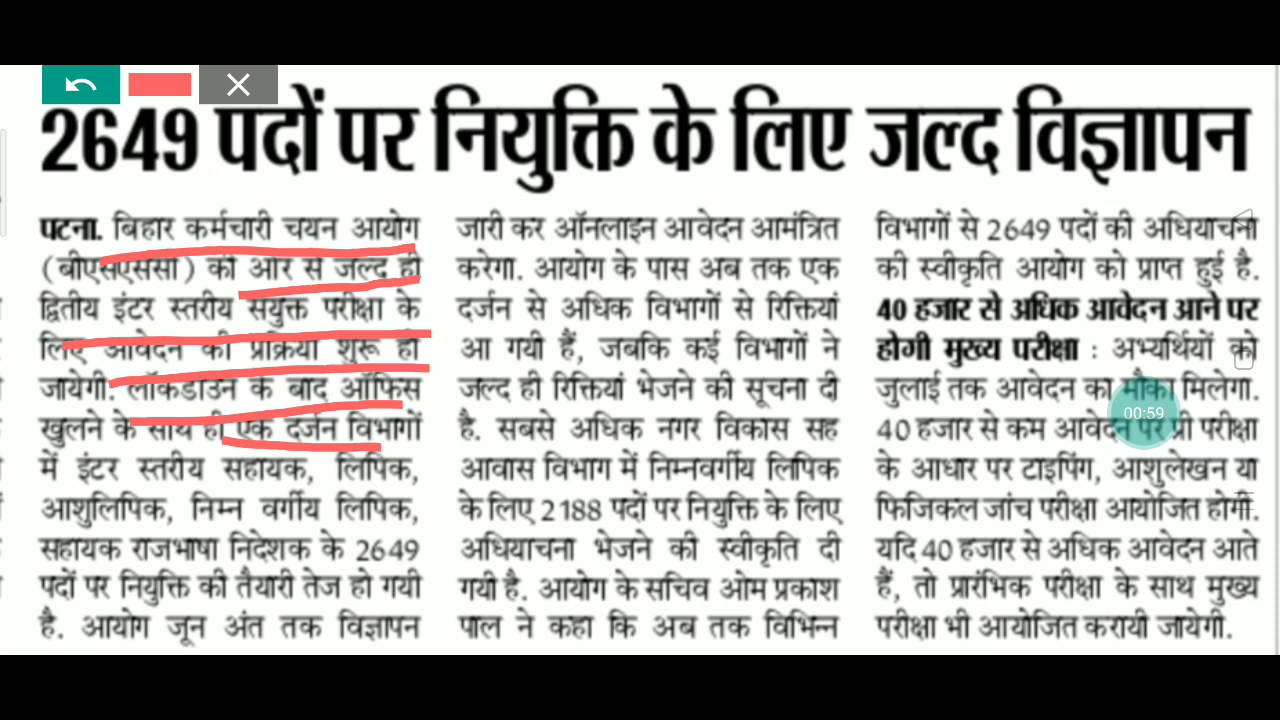 2649 पदों पर नियुक्ति के लिए जल्द विज्ञापन
पटना. बिहार कर्मचारी चयन आयोग
(बीएसएससी) की ओर से जल्द ही
द्वितीय इंटर स्तरीय संयुक्त परीक्षा के
लिए आवेदन की प्रक्रिया शुरू हो
जायेगी. लॉकडाउन के बाद ऑफिस
खुलने के साथ ही एक दर्जन विभागों
में इंटर स्तरीय सहायक, लिपिक,
आशुलिपिक, निम्न वर्गीय लिपिक,
सहायक राजभाषा निदेशक के 2649
पदों पर नियुक्ति की तैयारी तेज हो गयी
है. आयोग जून अंत तक विज्ञापन
जारी कर ऑनलाइन आवेदन आमंत्रित
करेगा. आयोग के पास अब तक एक
दर्जन से अधिक विभागों से रिक्तियां
आ गयी हैं, जबकि कई विभागों ने
जल्द ही रिक्तियां भेजने की सूचना दी
है. सबसे अधिक नगर विकास सह
आवास विभाग में निम्नवर्गीय लिपिक
के लिए 2188 पदों पर नियुक्ति के लिए
अधियाचना भेजने की स्वीकृति दी
गयी है. आयोग के सचिव ओम प्रकाश
पाल ने कहा कि अब तक विभिन्न
विभागों से 2649 पदों की अधियाचना
की स्वीकृति आयोग को प्राप्त हुई है.
40 हजार से अधिक आवेदन आने पर
होगी मुख्य परीक्षा : अभ्यर्थियों को
जुलाई तक आवेदन का मौका मिलेगा.
40 हजार से कम आवेदन पर प्री परीक्षा
के आधार पर टाइपिंग, आशुलेखन या
फिजिकल जांच परीक्षा आयोजित होगी.
यदि 40 हजार से अधिक आवेदन आते
हैं, तो प्रारंभिक परीक्षा के साथ मुख्य
परीक्षा भी आयोजित करायी जायेगी.
00:59